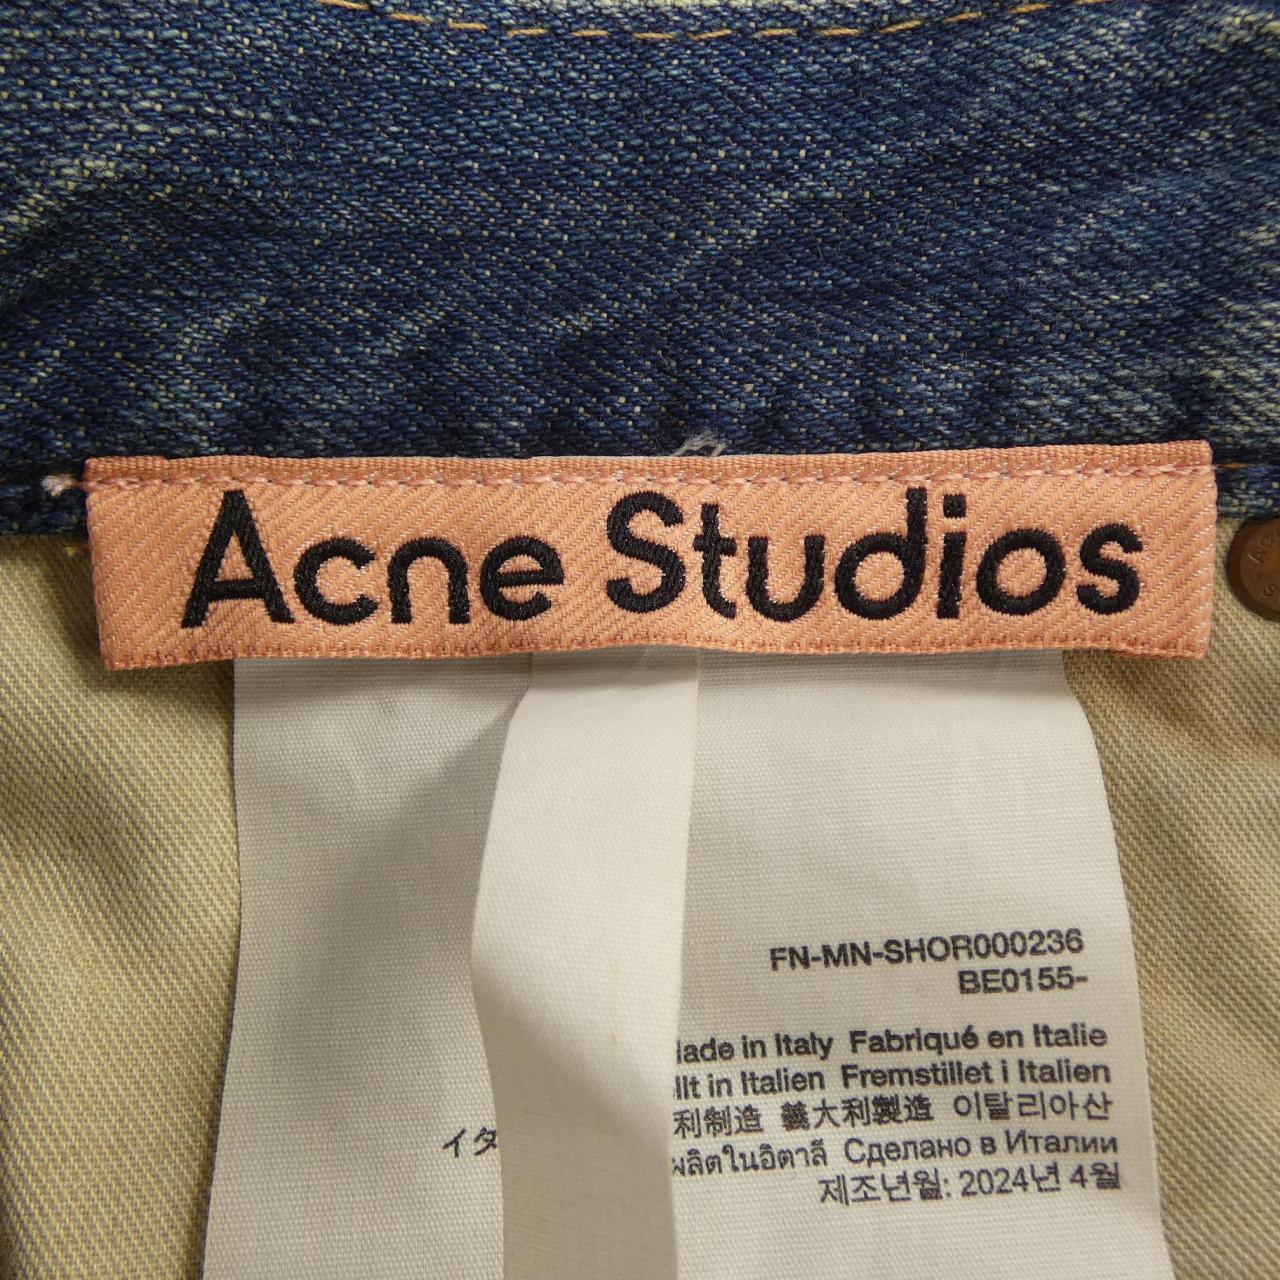 Acne Studios
FN-MN-SHOR000236
BE0155-
in Italy Fabriqué en Italie
in Italien Fremstillet i Italien
利制造 義大利製造 이탈리아산
イタ
ผลิตในอิตาลี Сделано в Италии
제조년월: 2024년 4월